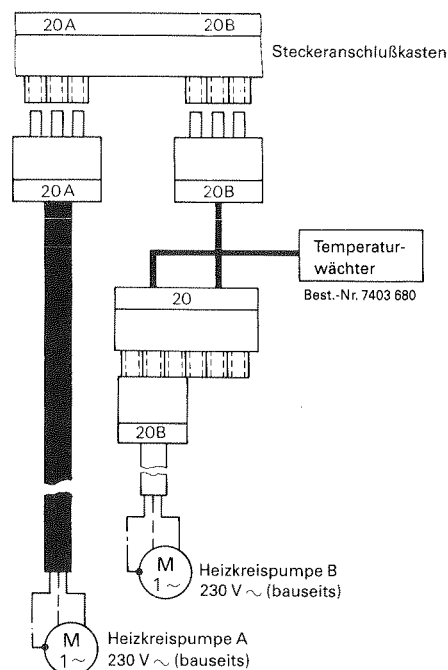 20A 20B
Steckeranschlußkasten
20A 20B
Temperatur-
wächter
Best.-Nr. 7403 680
20
20B
M
1~
Heizkreispumpe B
230 V ~ (bauseits)
M
1~
Heizkreispumpe A
230 V ~ (bauseits)